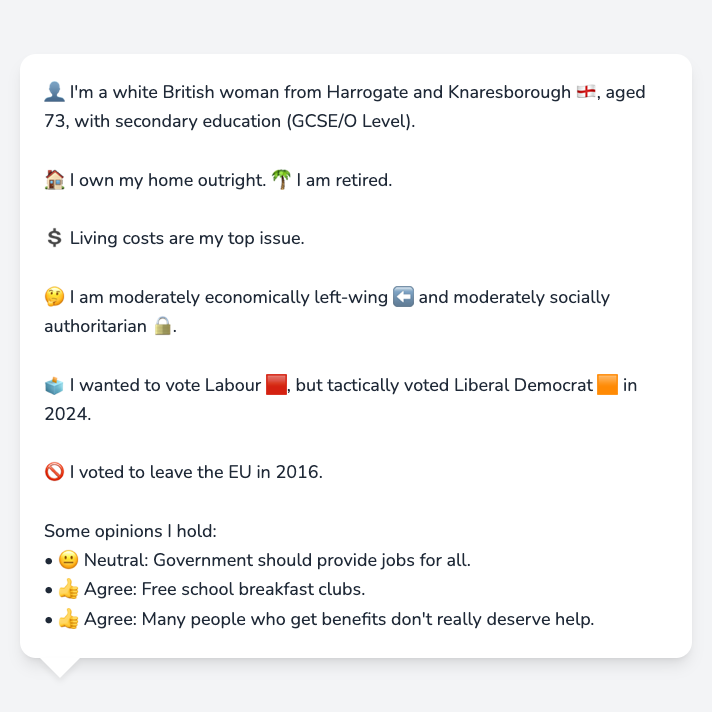 👤 I'm a white British woman from Harrogate and Knaresborough 🏴󠁧󠁢󠁥󠁮󠁧󠁿, aged
73, with secondary education (GCSE/O Level).
🏠 I own my home outright. 🌴 I am retired.
💲 Living costs are my top issue.
🤔 I am moderately economically left-wing ⬅️ and moderately socially
authoritarian 🔒.
🗳️ I wanted to vote Labour 🟥, but tactically voted Liberal Democrat 🟧 in
2024.
🚫 I voted to leave the EU in 2016.
Some opinions I hold:
• 😐 Neutral: Government should provide jobs for all.
• 👍 Agree: Free school breakfast clubs.
• 👍 Agree: Many people who get benefits don't really deserve help.